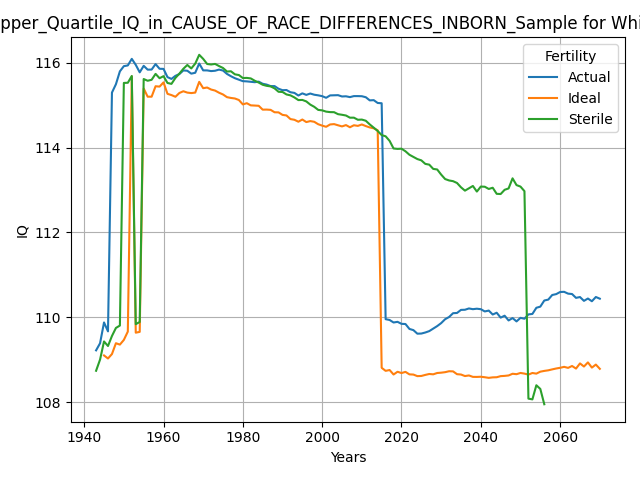 pper_Quartile_IQ_in_CAUSE_OF_RACE_DIFFERENCES_INBORN_Sample for Whi
Fertility
Actual
Ideal
Sterile
116
114
112
110
108
IQ
1940 1960 1980 2000 2020 2040 2060
Years